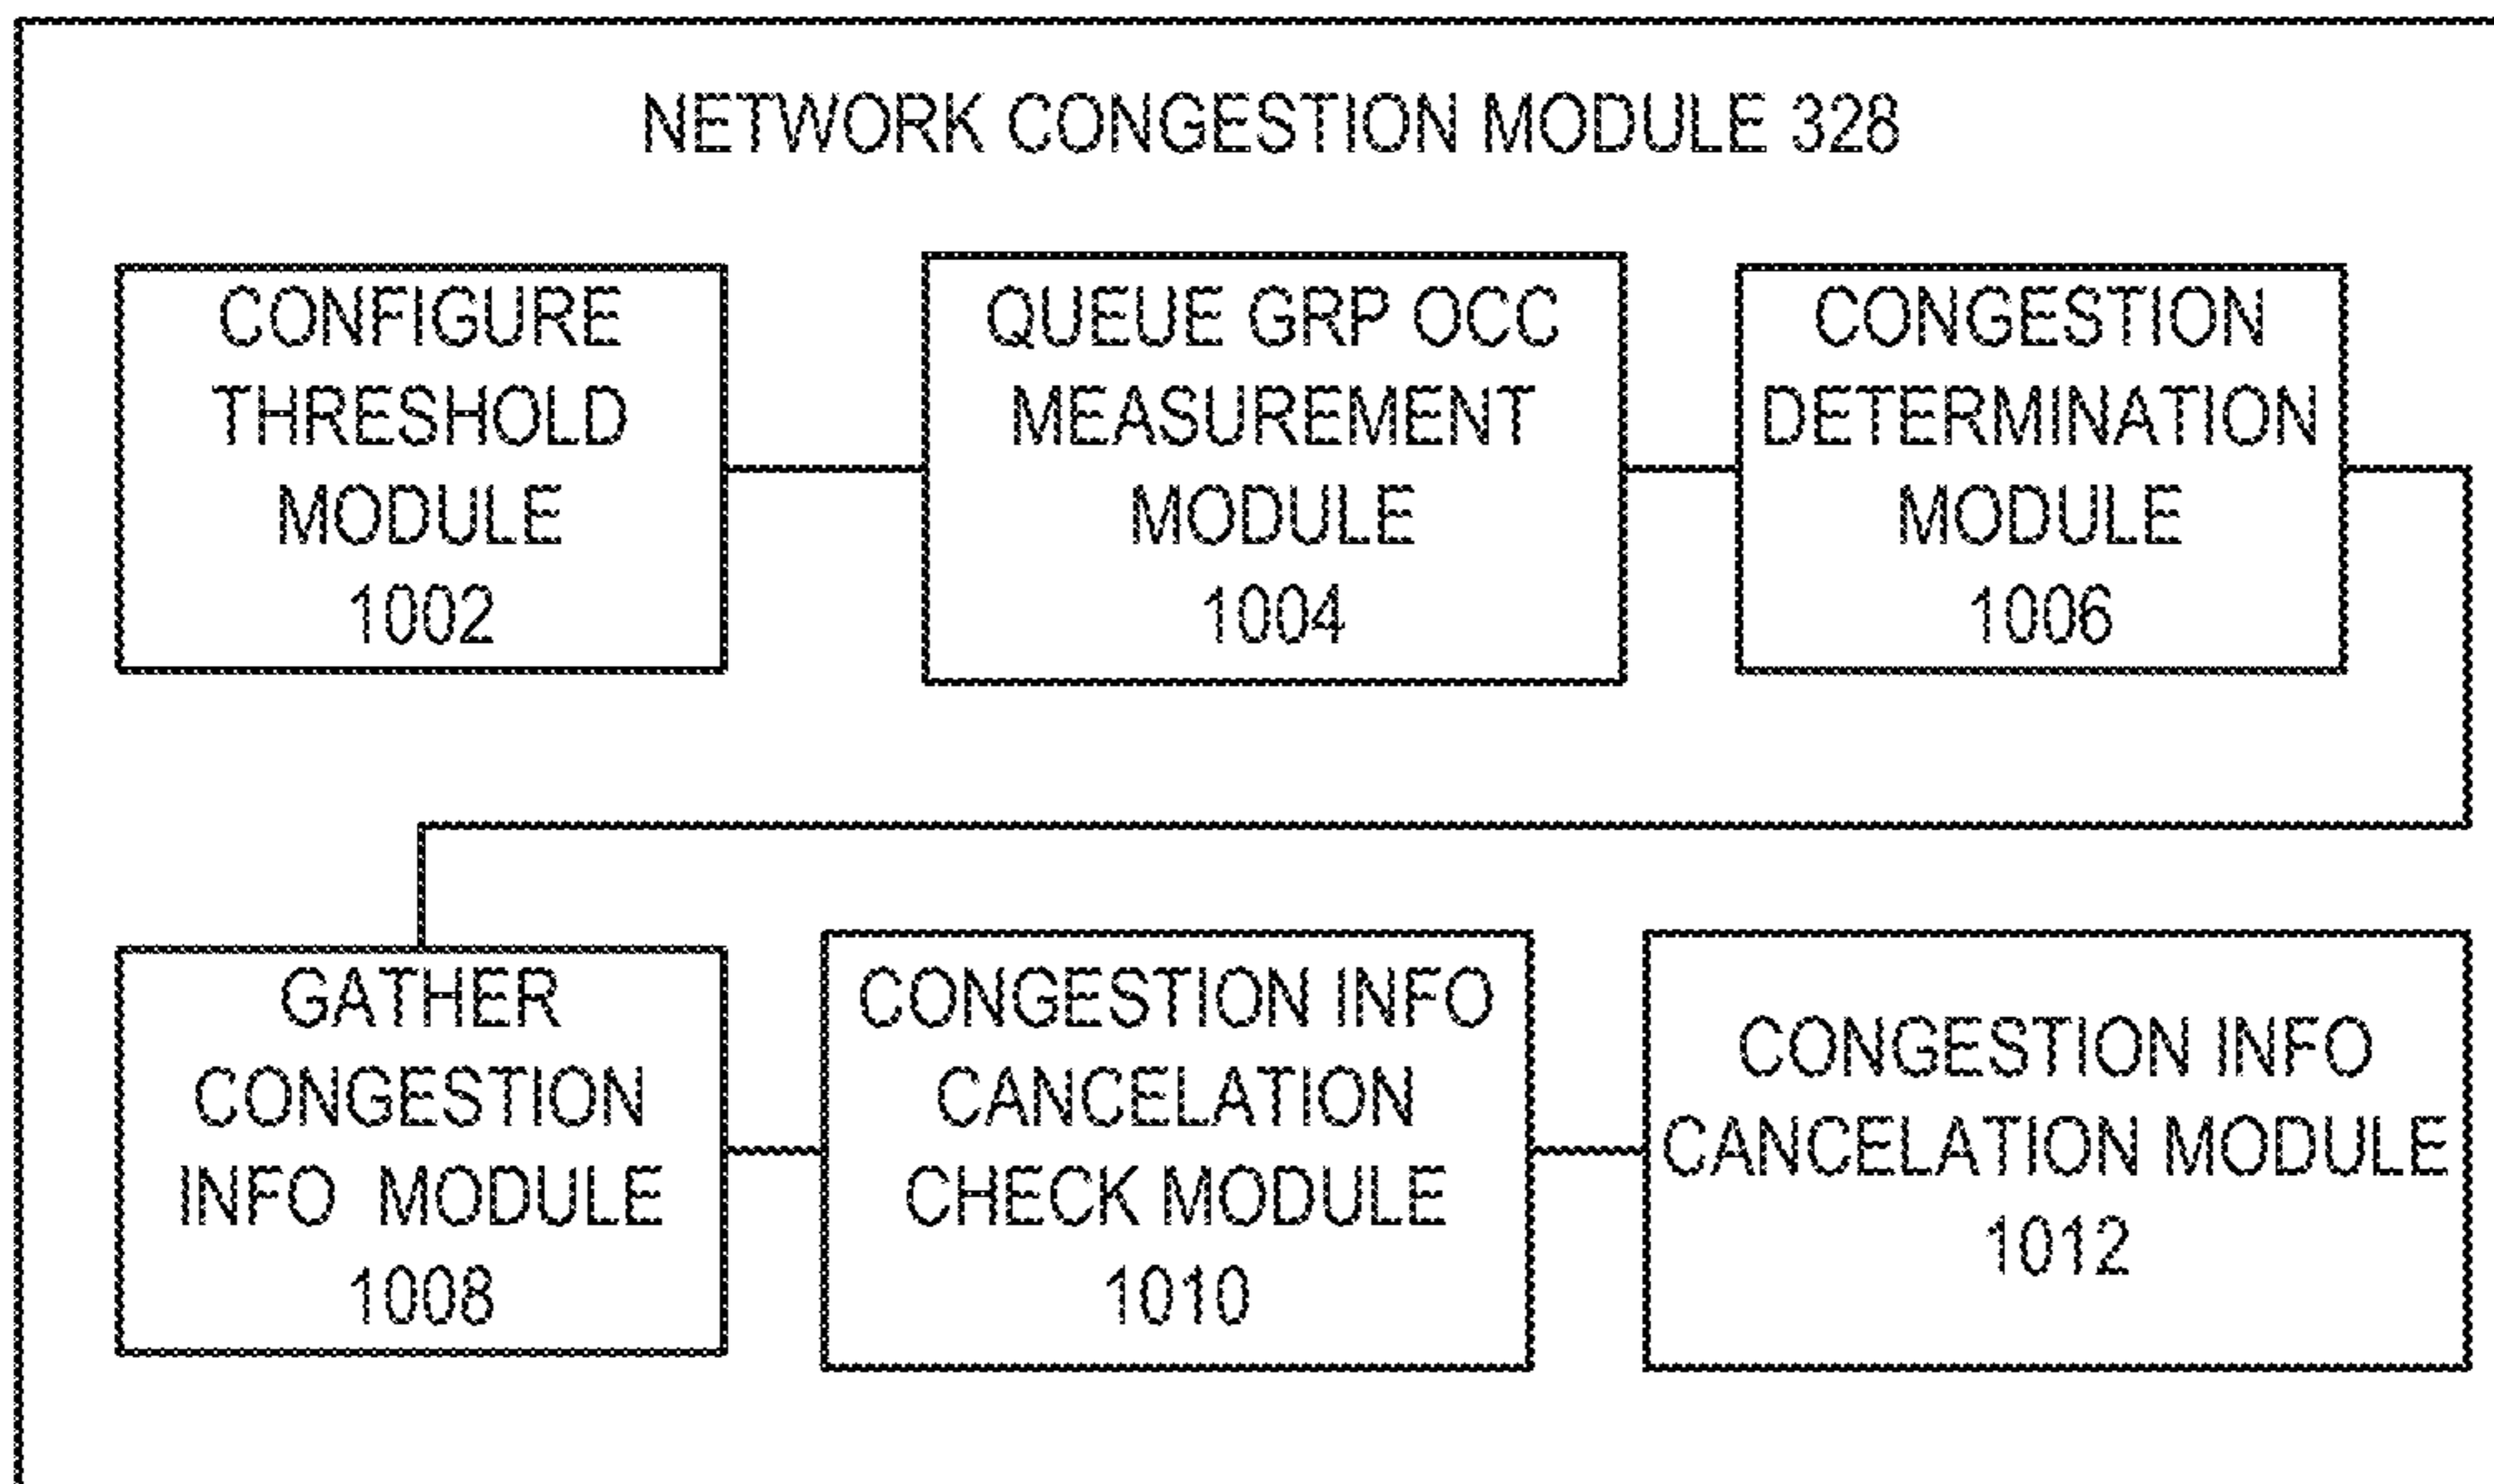 NETWORK CONGESTION MODULE 328
CONFIGURE
THRESHOLD
MODULE
1002
QUEUE GRP OCC
MEASUREMENT
MODULE
1004
CONGESTION
DETERMINATION
MODULE
1006
GATHER
CONGESTION
INFO MODULE
1008
CONGESTION INFO
CANCELATION
CHECK MODULE
1010
CONGESTION INFO
CANCELATION MODULE
1012